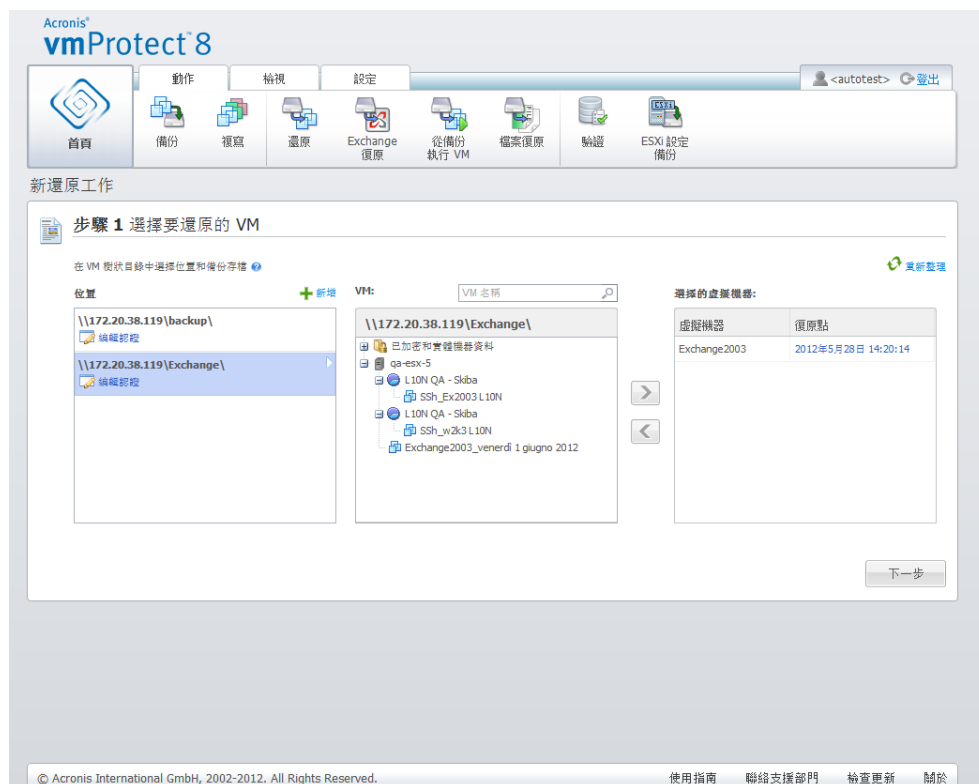 Acronis®
vmProtect™8
動作
檢視
設定
<autotest>
登出
首頁
備份
複寫
還原
Exchange
復原
從備份
執行 VM
檔案復原
驗證
ESXi 設定
備份
新還原工作
步驟 1 選擇要還原的 VM
在 VM 樹狀目錄中選擇位置和備份存檔
重新整理
位置
新增
\\172.20.38.119\backup\
編輯認證
\\172.20.38.119\Exchange\
編輯認證
VM:
VM 名稱
\\172.20.38.119\Exchange\
已加密和實體機器資料
qa-esx-5
L10N QA - Skiba
SSh_Ex2003 L10N
L10N QA - Skiba
SSh_w2k3 L10N
Exchange2003_venerdì 1 giugno 2012
選擇的虛擬機器:
虛擬機器
復原點
Exchange2003
2012年5月28日 14:20:14
下一步
© Acronis International GmbH, 2002-2012. All Rights Reserved.
使用指南
聯絡支援部門
檢查更新
關於